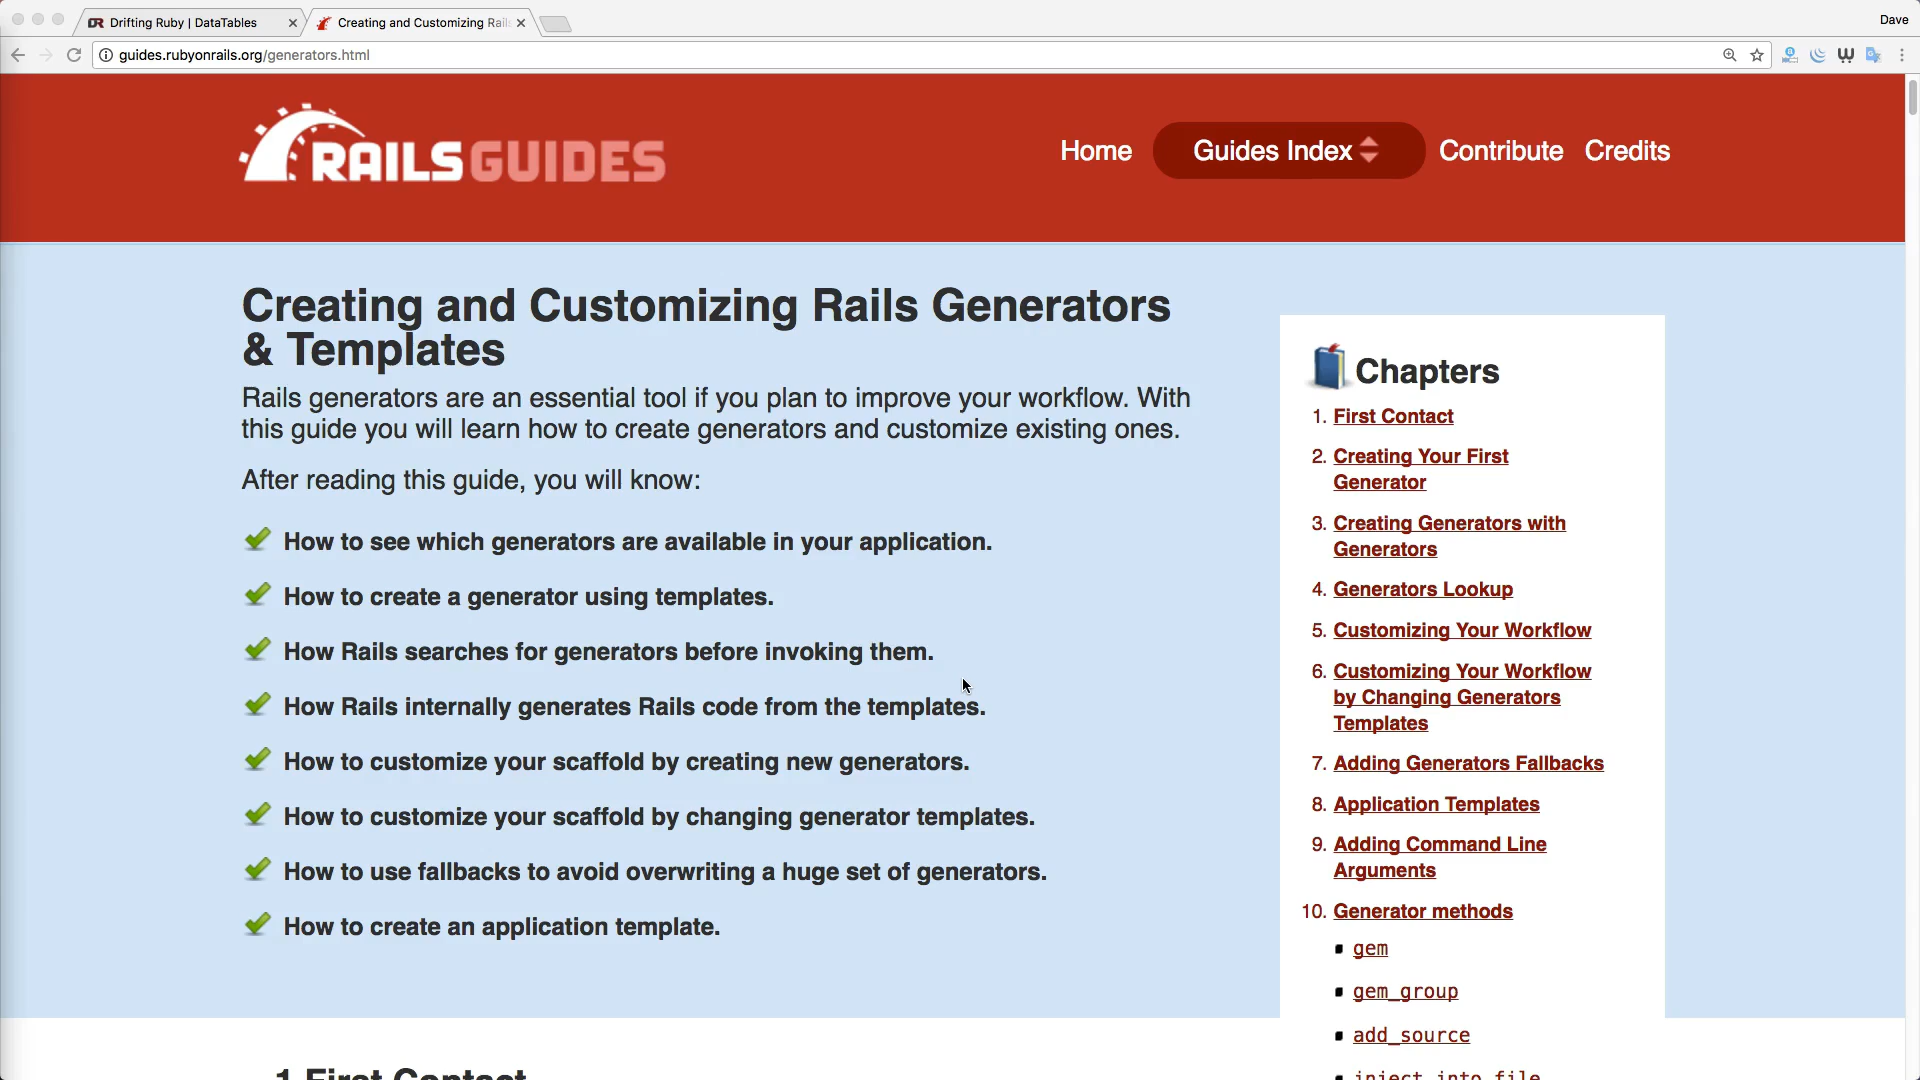 Drifting Ruby | DataTables
Creating and Customizing Rail
Dave
guides.rubyonrails.org/generators.html
RAILSGUIDES
Home
Guides Index
Contribute
Credits
Creating and Customizing Rails Generators
& Templates
Rails generators are an essential tool if you plan to improve your workflow. With
this guide you will learn how to create generators and customize existing ones.
After reading this guide, you will know:
How to see which generators are available in your application.
How to create a generator using templates.
How Rails searches for generators before invoking them.
How Rails internally generates Rails code from the templates.
How to customize your scaffold by creating new generators.
How to customize your scaffold by changing generator templates.
How to use fallbacks to avoid overwriting a huge set of generators.
How to create an application template.
Chapters
1. First Contact
2. Creating Your First
Generator
3. Creating Generators with
Generators
4. Generators Lookup
5. Customizing Your Workflow
6. Customizing Your Workflow
by Changing Generators
Templates
7. Adding Generators Fallbacks
8. Application Templates
9. Adding Command Line
Arguments
10. Generator methods
gem
gem_group
add_source
inject_into_file
1 First Contact